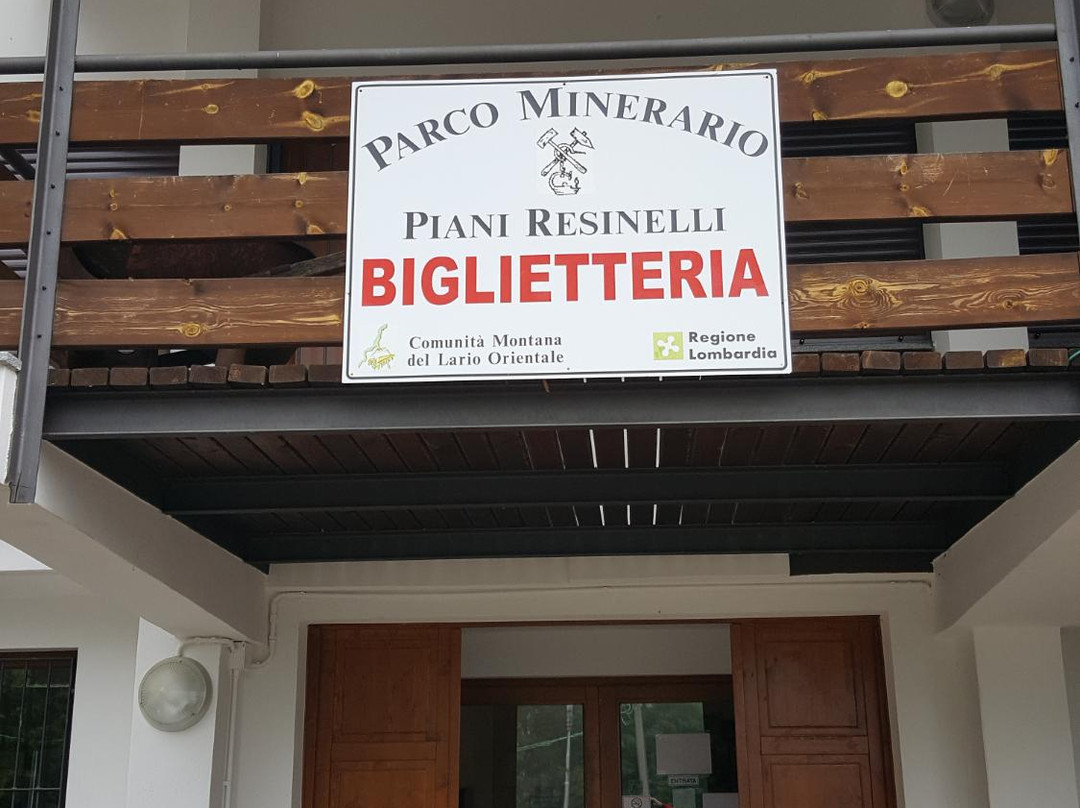 PARCO MINERARIO
PIANI RESINELLI
BIGLIETTERIA
Comunità Montana
del Lario Orientale
Regione
Lombardia
ENTRATA